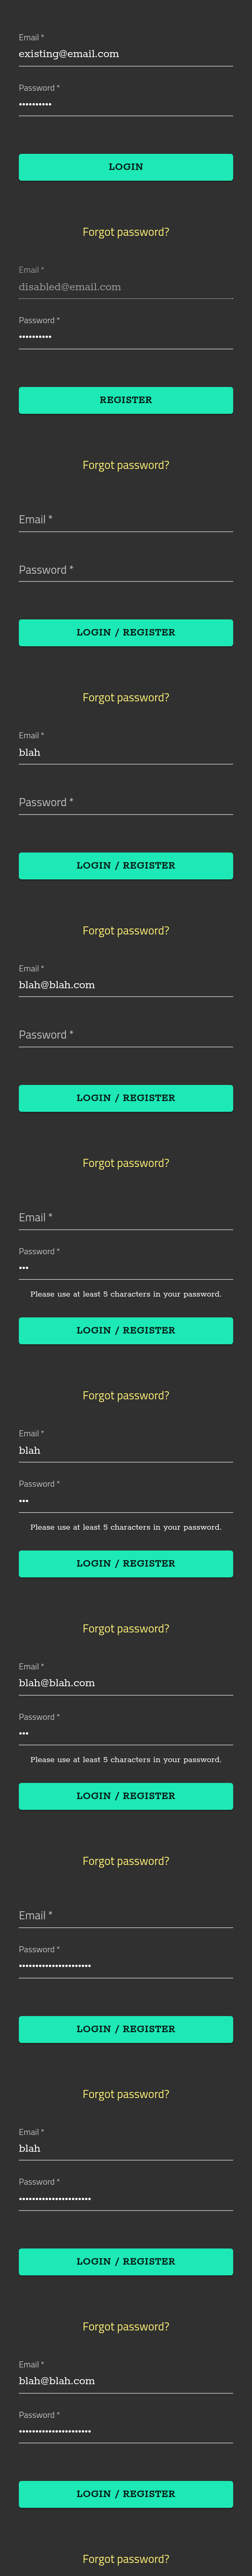 Email *
existing@email.com
Password *
••••••••••
LOGIN
Forgot password?
Email *
disabled@email.com
Password *
••••••••••
REGISTER
Forgot password?
Email *
Password *
LOGIN / REGISTER
Forgot password?
Email *
blah
Password *
LOGIN / REGISTER
Forgot password?
Email *
blah@blah.com
Password *
LOGIN / REGISTER
Forgot password?
Email *
Password *
•••
Please use at least 5 characters in your password.
LOGIN / REGISTER
Forgot password?
Email *
blah
Password *
•••
Please use at least 5 characters in your password.
LOGIN / REGISTER
Forgot password?
Email *
blah@blah.com
Password *
•••
Please use at least 5 characters in your password.
LOGIN / REGISTER
Forgot password?
Email *
Password *
••••••••••••••••••••••
LOGIN / REGISTER
Forgot password?
Email *
blah
Password *
••••••••••••••••••••••
LOGIN / REGISTER
Forgot password?
Email *
blah@blah.com
Password *
••••••••••••••••••••••
LOGIN / REGISTER
Forgot password?